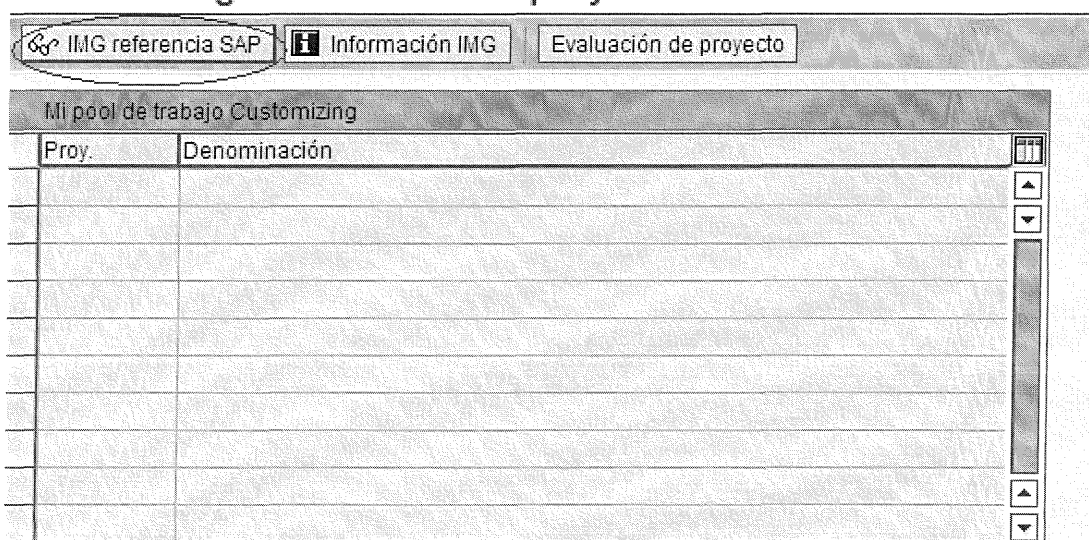 IMG referencia SAP Información IMG Evaluación de proyecto
Mi pool de trabajo Customizing
Proy. Denominación